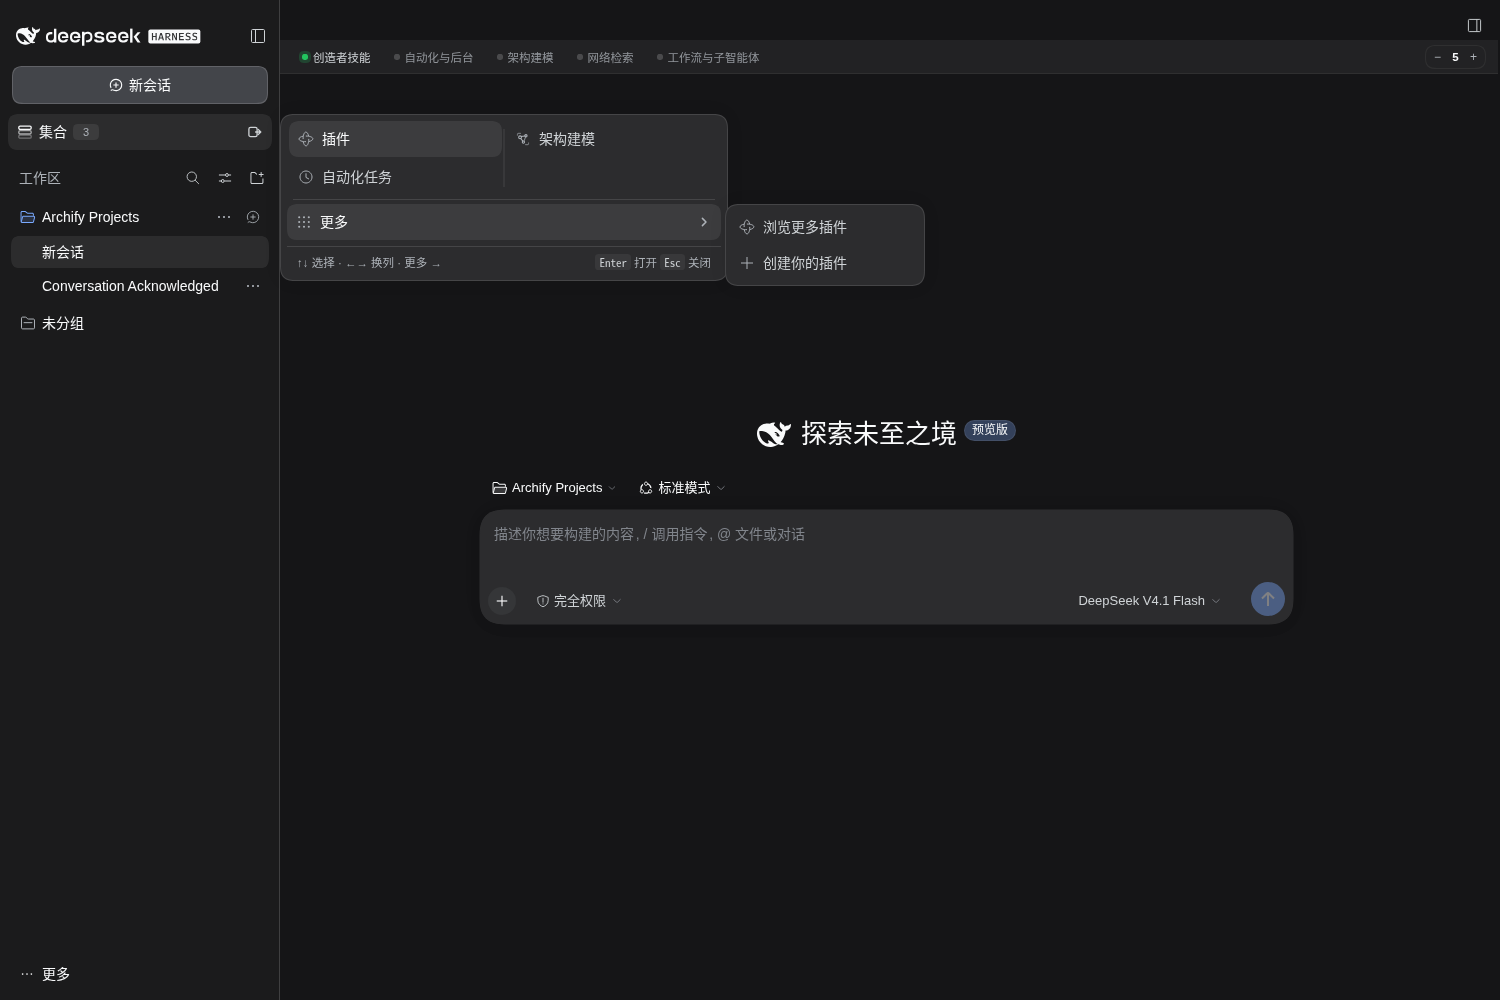 deepseek HARNESS
新会话
集合 3
工作区
Archify Projects
新会话
Conversation Acknowledged
未分组
更多
创造者技能 自动化与后台 架构建模 网络检索 工作流与子智能体 − 5 +
插件 架构建模
自动化任务
更多
↑↓ 选择 · ←→ 换列 · 更多 → Enter 打开 Esc 关闭
浏览更多插件
创建你的插件
探索未至之境 预览版
Archify Projects 标准模式
描述你想要构建的内容, / 调用指令, @ 文件或对话
完全权限 DeepSeek V4.1 Flash